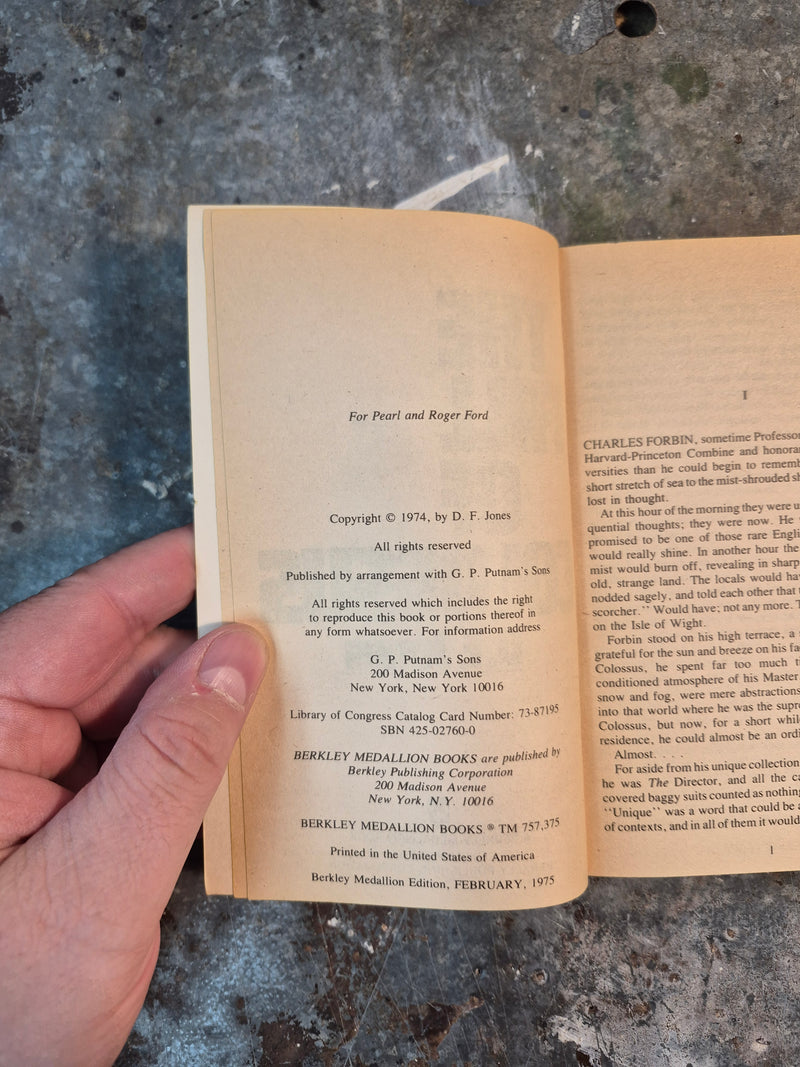 For Pearl and Roger Ford
Copyright © 1974, by D. F. Jones
All rights reserved
Published by arrangement with G. P. Putnam's Sons
All rights reserved which includes the right
to reproduce this book or portions thereof in
any form whatsoever. For information address
G. P. Putnam's Sons
200 Madison Avenue
New York, New York 10016
Library of Congress Catalog Card Number: 73-87195
SBN 425-02760-0
BERKLEY MEDALLION BOOKS are published by
Berkley Publishing Corporation
200 Madison Avenue
New York, N.Y. 10016
BERKLEY MEDALLION BOOKS ® TM 757,375
Printed in the United States of America
Berkley Medallion Edition, FEBRUARY, 1975
I
CHARLES FORBIN, sometime Professor
Harvard-Princeton Combine and
versities than he could begin to
short stretch of sea to the mist-shrouded
lost in thought.
At this hour of the morning they were
quential thoughts; they were now. He
promised to be one of those rare
would really shine. In another hour the
mist would burn off, revealing in
old, strange land. The locals would
nodded sagely, and told each other that
scorcher." Would have; not any more.
on the Isle of Wight.
Forbin stood on his high terrace, a
grateful for the sun and breeze on his
Colossus, he spent far too much
conditioned atmosphere of his Master
snow and fog, were mere abstractions
into that world where he was the
Colossus, but now, for a short
residence, he could almost be an
Almost. . . .
For aside from his unique collection,
he was The Director, and all the
covered baggy suits counted as
"Unique" was a word that could be
of contexts, and in all of them it would
1